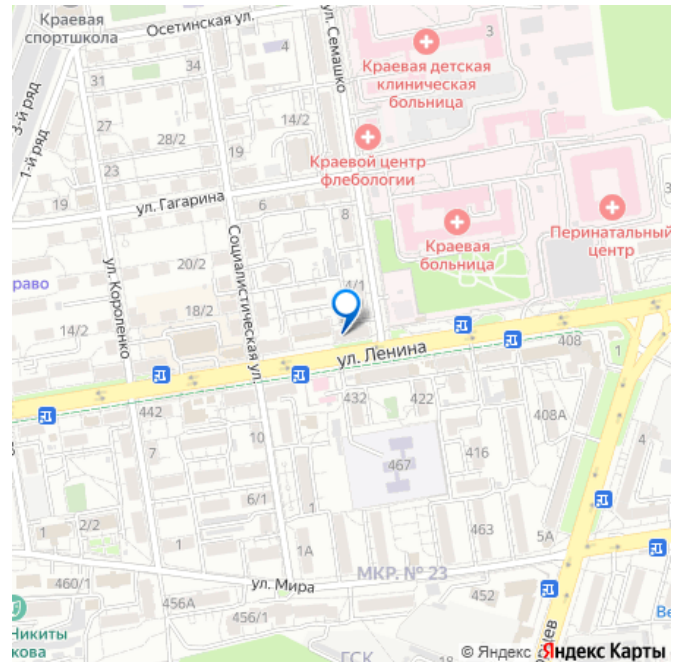 Краевая
спортшкола
Осетинская ул.
ул. Семашко
3
Краевая детская
клиническая
больница
4
34
31
3-й ряд
1-й ряд
27
28/2
14/2
19
23
Краевой центр
флебологии
19
ул. Гагарина
6
8
Краевая
больница
Перинатальный
центр
ул. Короленко
Социалистическая ул.
20/2
раво
4/1
18/2
14/2
ул. Ленина
408
1
442
432
422
408А
10
7
416
4
467
6/1
1
463
2/2
1
1
1А
5А
МКР. № 23
ул. Мира
460/1
456А
456/1
452
Ве
Никиты
кова
ГСК
18
© Яндекс Яндекс Карты